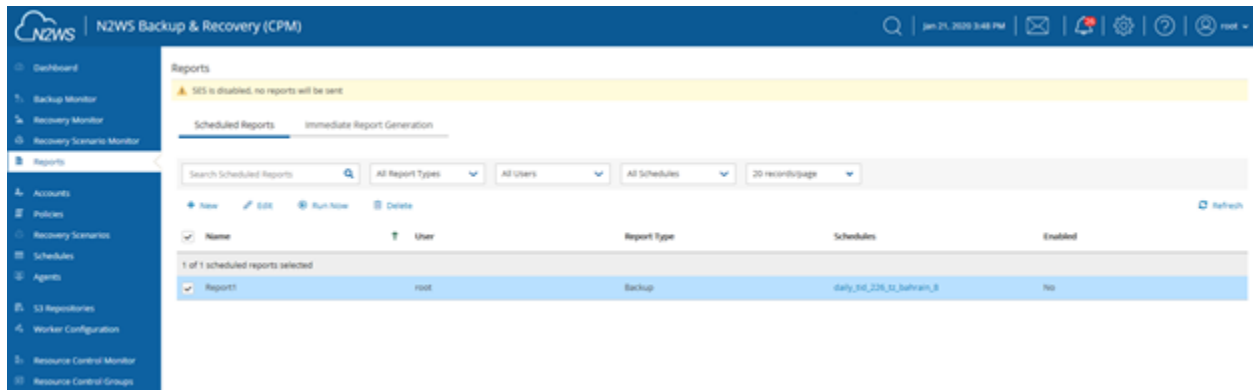 N2WS N2WS Backup & Recovery (CPM) Jan 21, 2020 3:48 PM root
Dashboard
Backup Monitor
Recovery Monitor
Recovery Scenario Monitor
Reports
Accounts
Policies
Recovery Scenarios
Schedules
Agents
S3 Repositories
Worker Configuration
Resource Control Monitor
Resource Control Groups
Reports
SES is disabled, no reports will be sent
Scheduled Reports Immediate Report Generation
Search Scheduled Reports All Report Types All Users All Schedules 20 records/page
New Edit Run Now Delete Refresh
Name User Report Type Schedules Enabled
1 of 1 scheduled reports selected
Report1 root Backup daily_tid_226_tz_bahrain_8 No